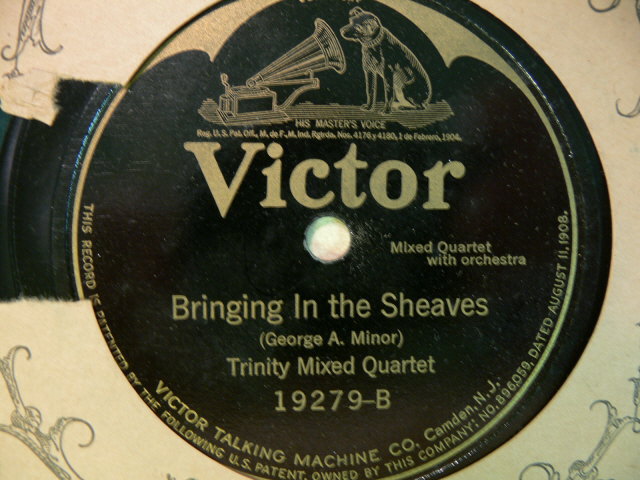 HIS MASTER'S VOICE
Reg. U.S. Pat. Off., M. de F., M. Ind. Rgtrda. Nos. 4176 y 4180, 1 de Febrero, 1904.
Victor
Mixed Quartet
with orchestra
Bringing In the Sheaves
(George A. Minor)
Trinity Mixed Quartet
19279-B
VICTOR TALKING MACHINE CO. Camden, N.J.
THIS RECORD IS PATENTED BY THE FOLLOWING U.S. PATENT, OWNED BY THIS COMPANY: NO. 896,059, DATED AUGUST 11, 1908.